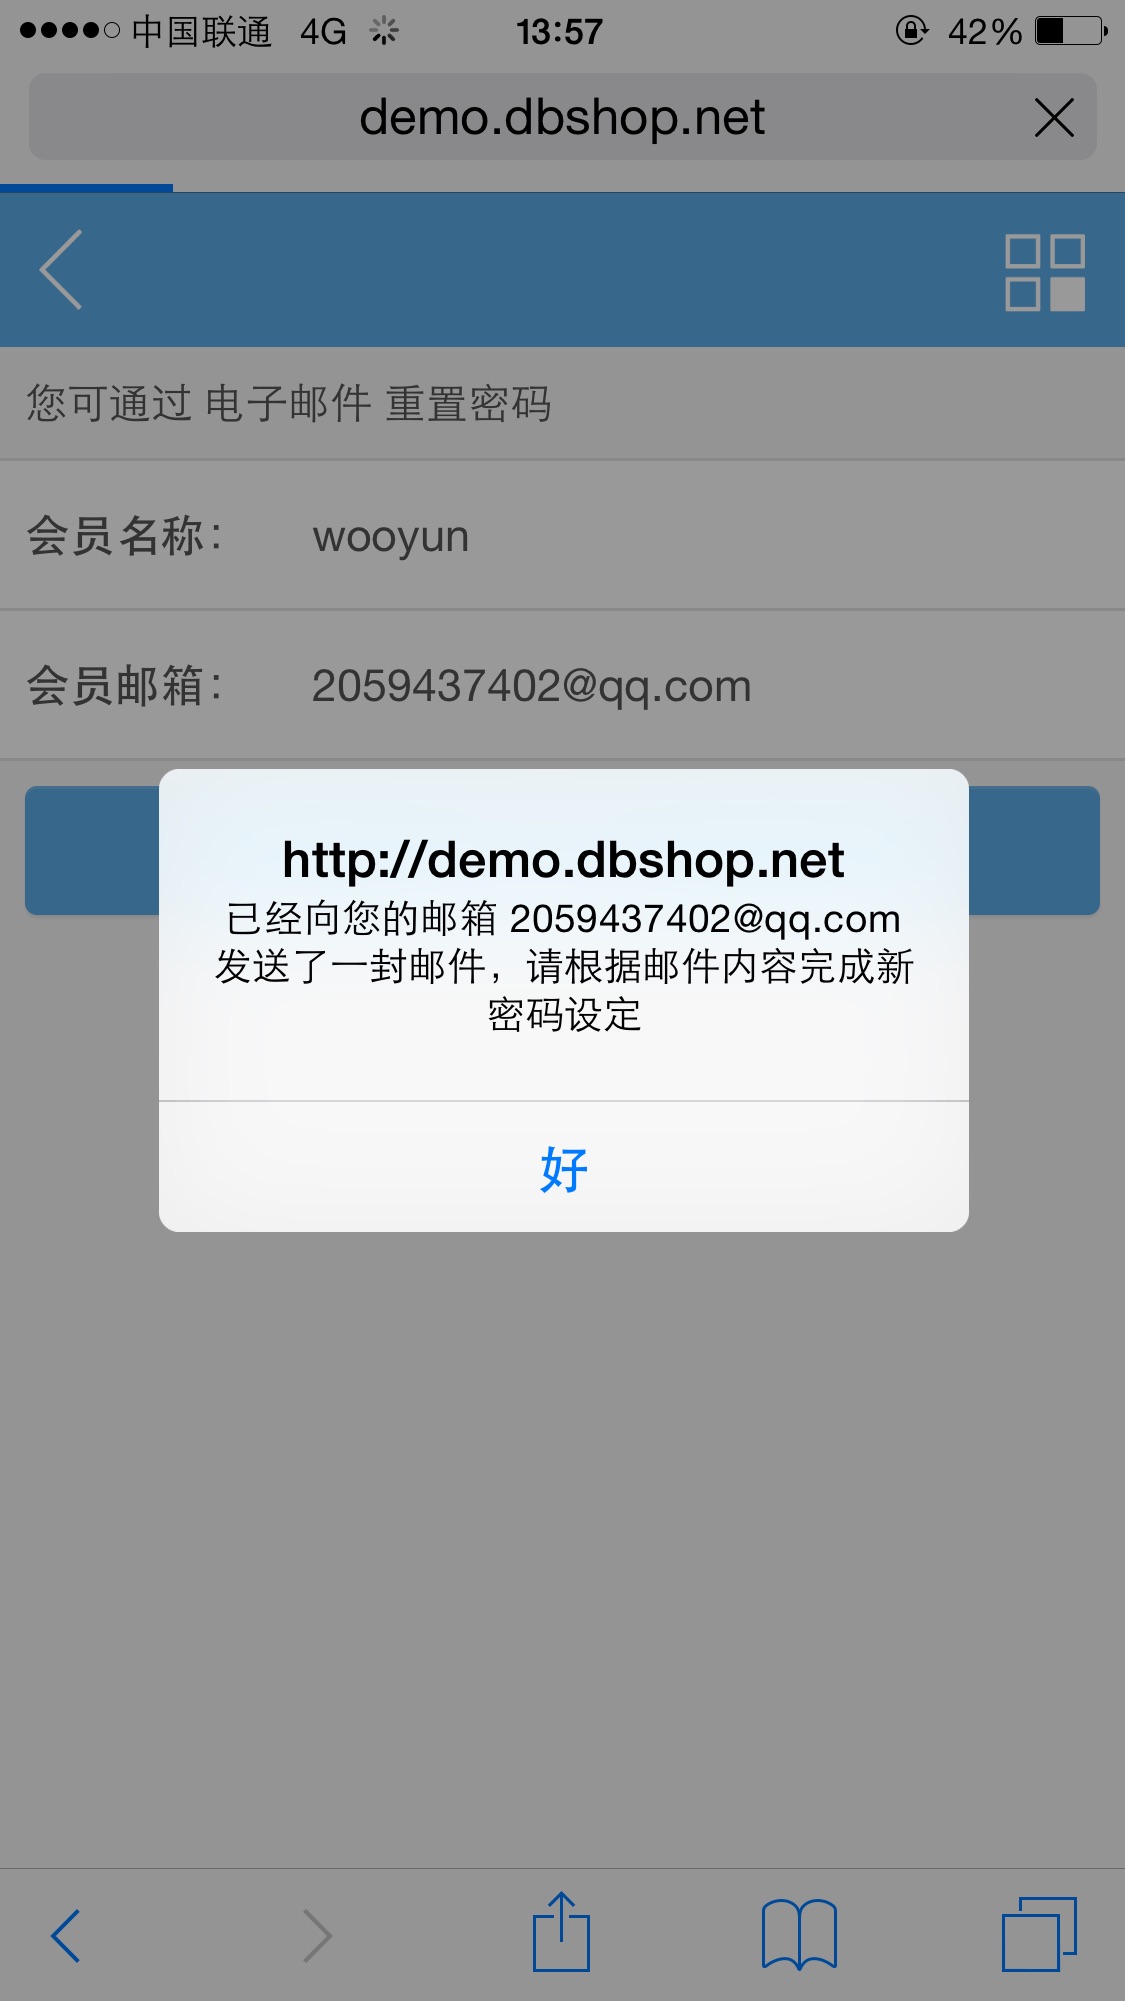 中国联通 4G 13:57 42%
demo.dbshop.net
您可通过 电子邮件 重置密码
会员名称： wooyun
会员邮箱： 2059437402@qq.com
http://demo.dbshop.net
已经向您的邮箱 2059437402@qq.com
发送了一封邮件，请根据邮件内容完成新
密码设定
好